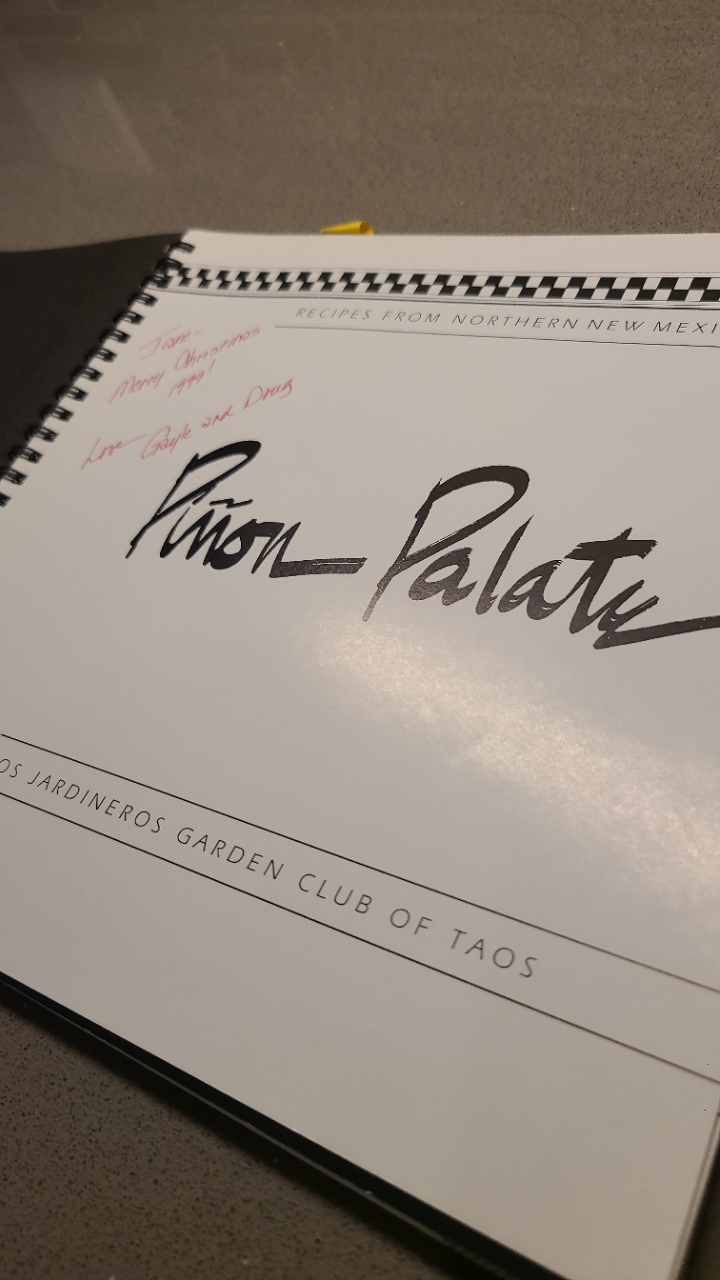 RECIPES FROM NORTHERN NEW MEXI
Jane-
Merry Christmas
1999!
Love Gayle and Doug
Piñon Palate
OS JARDINEROS GARDEN CLUB OF TAOS